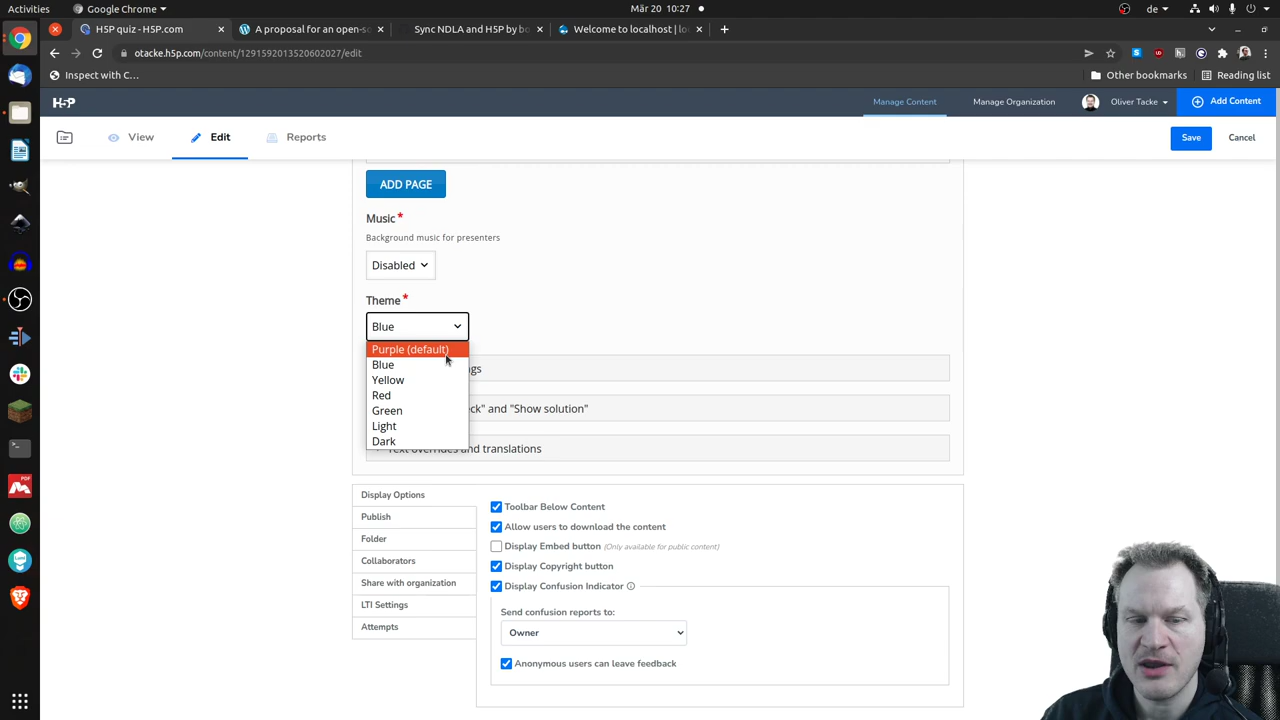 Activities
Google Chrome
Mär 20 10:27
de
H5P quiz - H5P.com
A proposal for an open-so
Sync NDLA and H5P by bo
Welcome to localhost | lo
otacke.h5p.com/content/1291592013520602027/edit
Inspect with C…
Other bookmarks
Reading list
H5P
Manage Content
Manage Organization
Oliver Tacke
Add Content
View
Edit
Reports
Save
Cancel
ADD PAGE
Music *
Background music for presenters
Disabled
Theme *
Blue
Purple (default)
Blue
Yellow
Red
Green
Light
Dark
ngs
eck" and "Show solution"
Text overrides and translations
Display Options
Publish
Folder
Collaborators
Share with organization
LTI Settings
Attempts
Toolbar Below Content
Allow users to download the content
Display Embed button (Only available for public content)
Display Copyright button
Display Confusion Indicator
Send confusion reports to:
Owner
Anonymous users can leave feedback